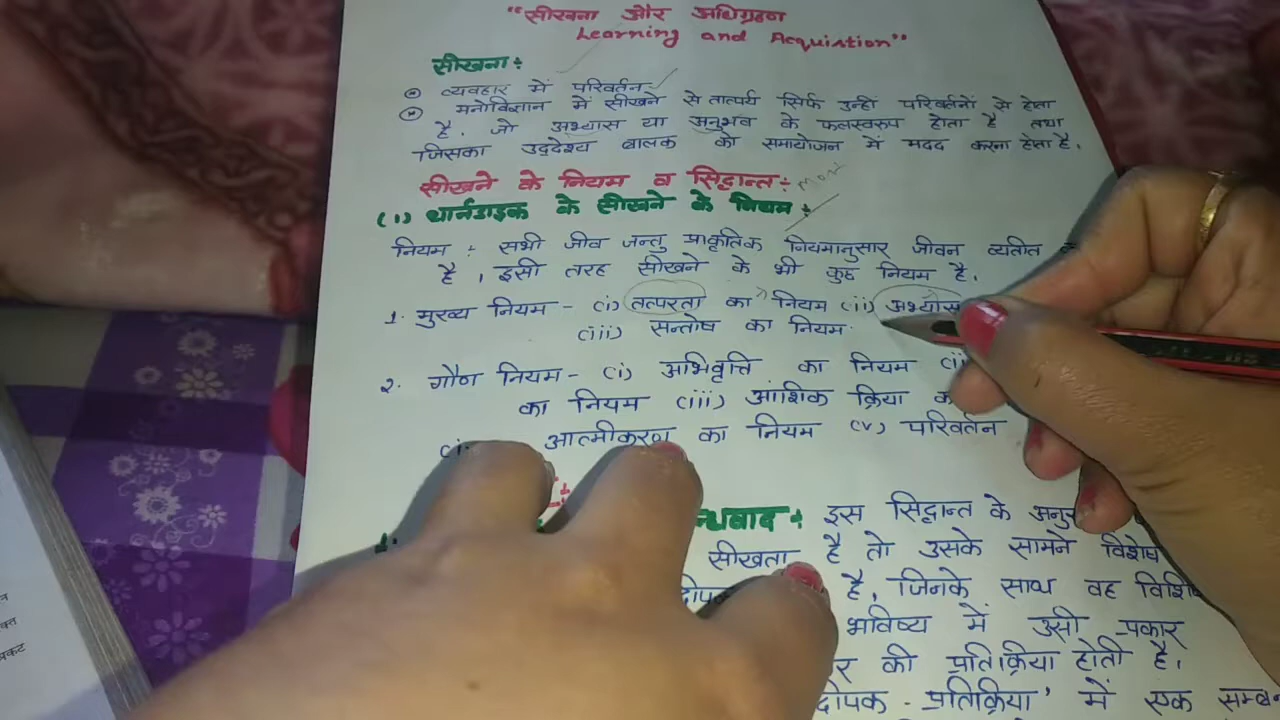 "सीखना और अधिग्रहण
Learning and Acquistion"
सीखना ÷
व्यवहार में परिवर्तन
मनोविज्ञान में सीखने से तात्पर्य सिर्फ उन्हीं परिवर्तनों से होता
है, जो अभ्यास या अनुभव के फलस्वरुप होता है तथा
जिसका उद्देश्य बालक को समायोजन में मदद करना होता है.
सीखने के नियम व सिद्धान्त ÷
(1) थार्नडाइक के सीखने के नियम ÷
नियम ÷ सभी जीव जन्तु प्राकृतिक नियमानुसार जीवन व्यतीत
है, इसी तरह सीखने के भी कुछ नियम है.
1. मुख्य नियम - (i) तत्परता का नियम (ii) अभ्यास
(iii) सन्तोष का नियम
2. गौण नियम - (i) अभिवृत्ति का नियम
का नियम (iii) आंशिक क्रिया
आत्मीकरण का नियम (v) परिवर्तन
इस सिद्धान्त के
सीखता है तो उसके सामने विशेष
है, जिनके साथ वह
भविष्य में उसी प्रकार
की प्रतिक्रिया होती है.
प्रतिक्रिया' में एक